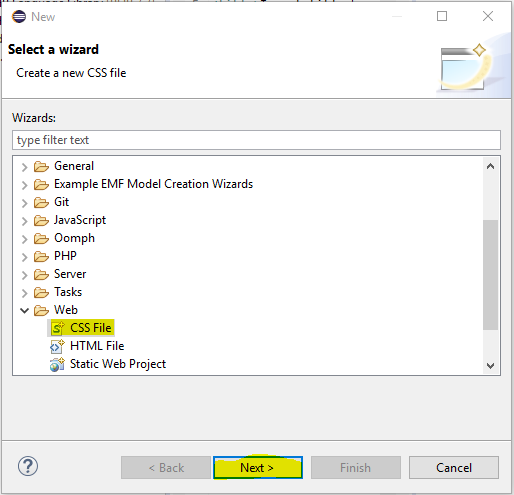 New
Select a wizard
Create a new CSS file
Wizards:
type filter text
General
Example EMF Model Creation Wizards
Git
JavaScript
Oomph
PHP
Server
Tasks
Web
CSS File
HTML File
Static Web Project
?
< Back
Next >
Finish
Cancel